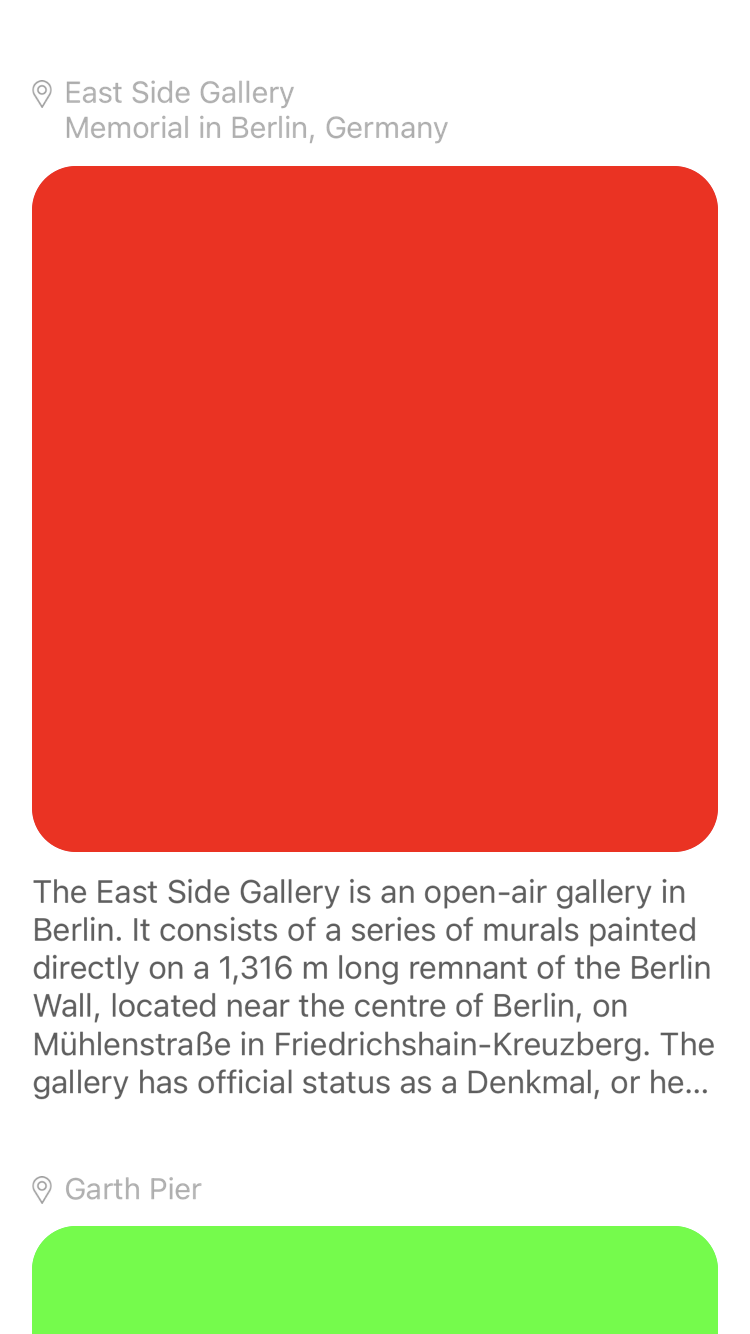 East Side Gallery
Memorial in Berlin, Germany
The East Side Gallery is an open-air gallery in
Berlin. It consists of a series of murals painted
directly on a 1,316 m long remnant of the Berlin
Wall, located near the centre of Berlin, on
Mühlenstraße in Friedrichshain-Kreuzberg. The
gallery has official status as a Denkmal, or he...
Garth Pier